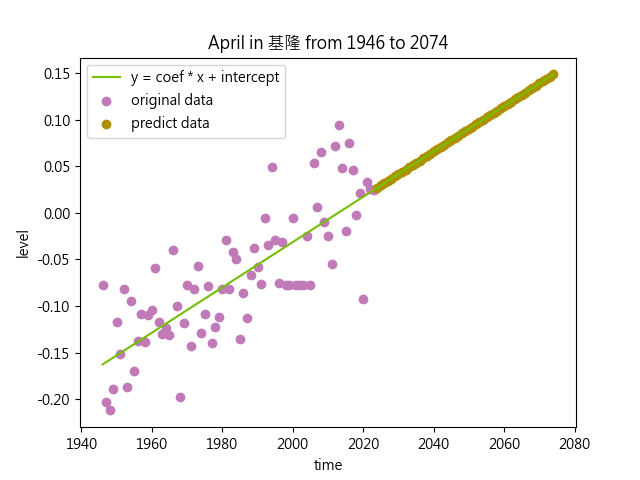 April in 基隆 from 1946 to 2074
y = coef * x + intercept
original data
predict data
level
0.15
0.10
0.05
0.00
-0.05
-0.10
-0.15
-0.20
1940 1960 1980 2000 2020 2040 2060 2080
time